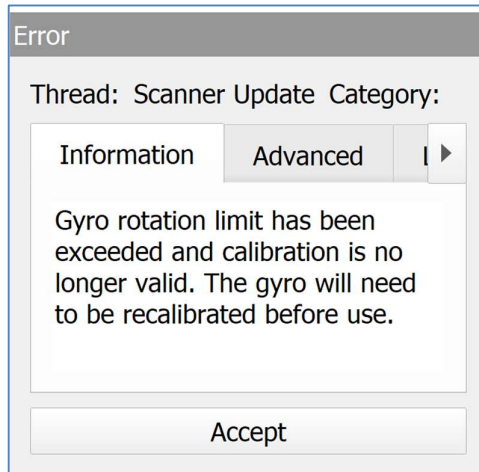 Error
Thread: Scanner Update Category:
Information Advanced
Gyro rotation limit has been
exceeded and calibration is no
longer valid. The gyro will need
to be recalibrated before use.
Accept